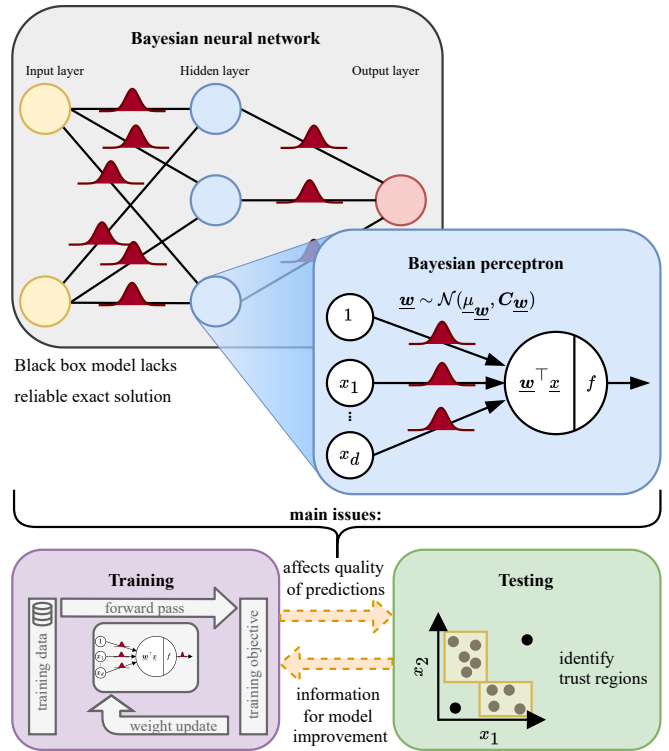 Bayesian neural network
Input layer
Hidden layer
Output layer
Bayesian perceptron
w ∼ N(μ_w, C_w)
1
x₁
⋮
x_d
w⊤x
f
Black box model lacks
reliable exact solution
main issues:
Training
training data
forward pass
1
x₁
x_d
w⊤x
f
weight update
training objective
affects quality
of predictions
information
for model
improvement
Testing
x₂
x₁
identify
trust regions